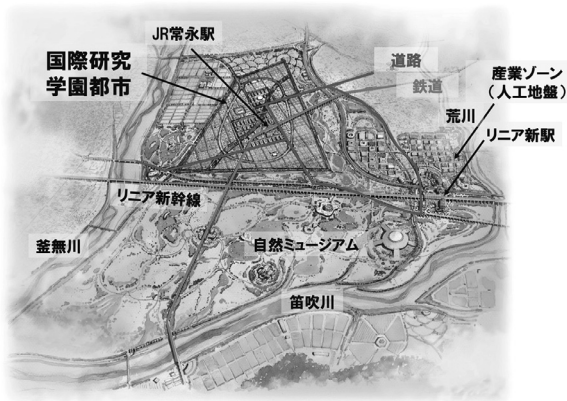 JR常永駅
国際研究
学園都市
道路
鉄道
産業ゾーン
（人工地盤）
荒川
リニア新駅
リニア新幹線
釜無川
自然ミュージアム
笛吹川